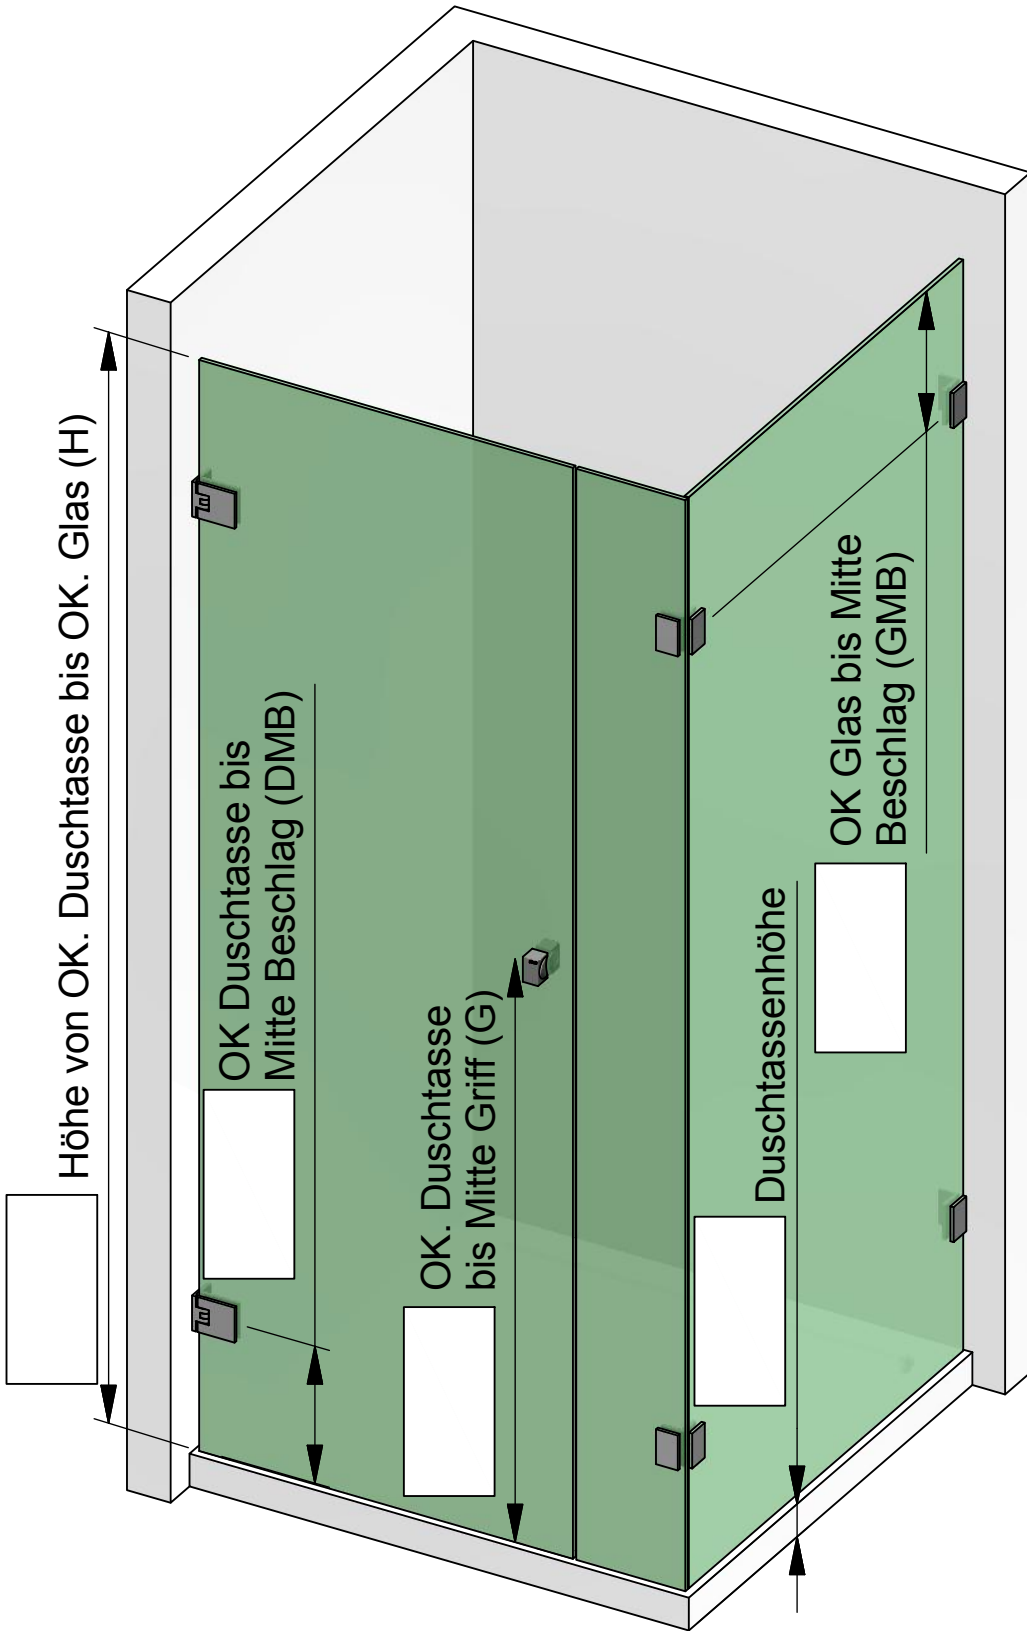 Höhe von OK. Duschtasse bis OK. Glas (H)
OK Duschtasse bis
Mitte Beschlag (DMB)
OK. Duschtasse
bis Mitte Griff (G)
Duschtassenhöhe
OK Glas bis Mitte
Beschlag (GMB)